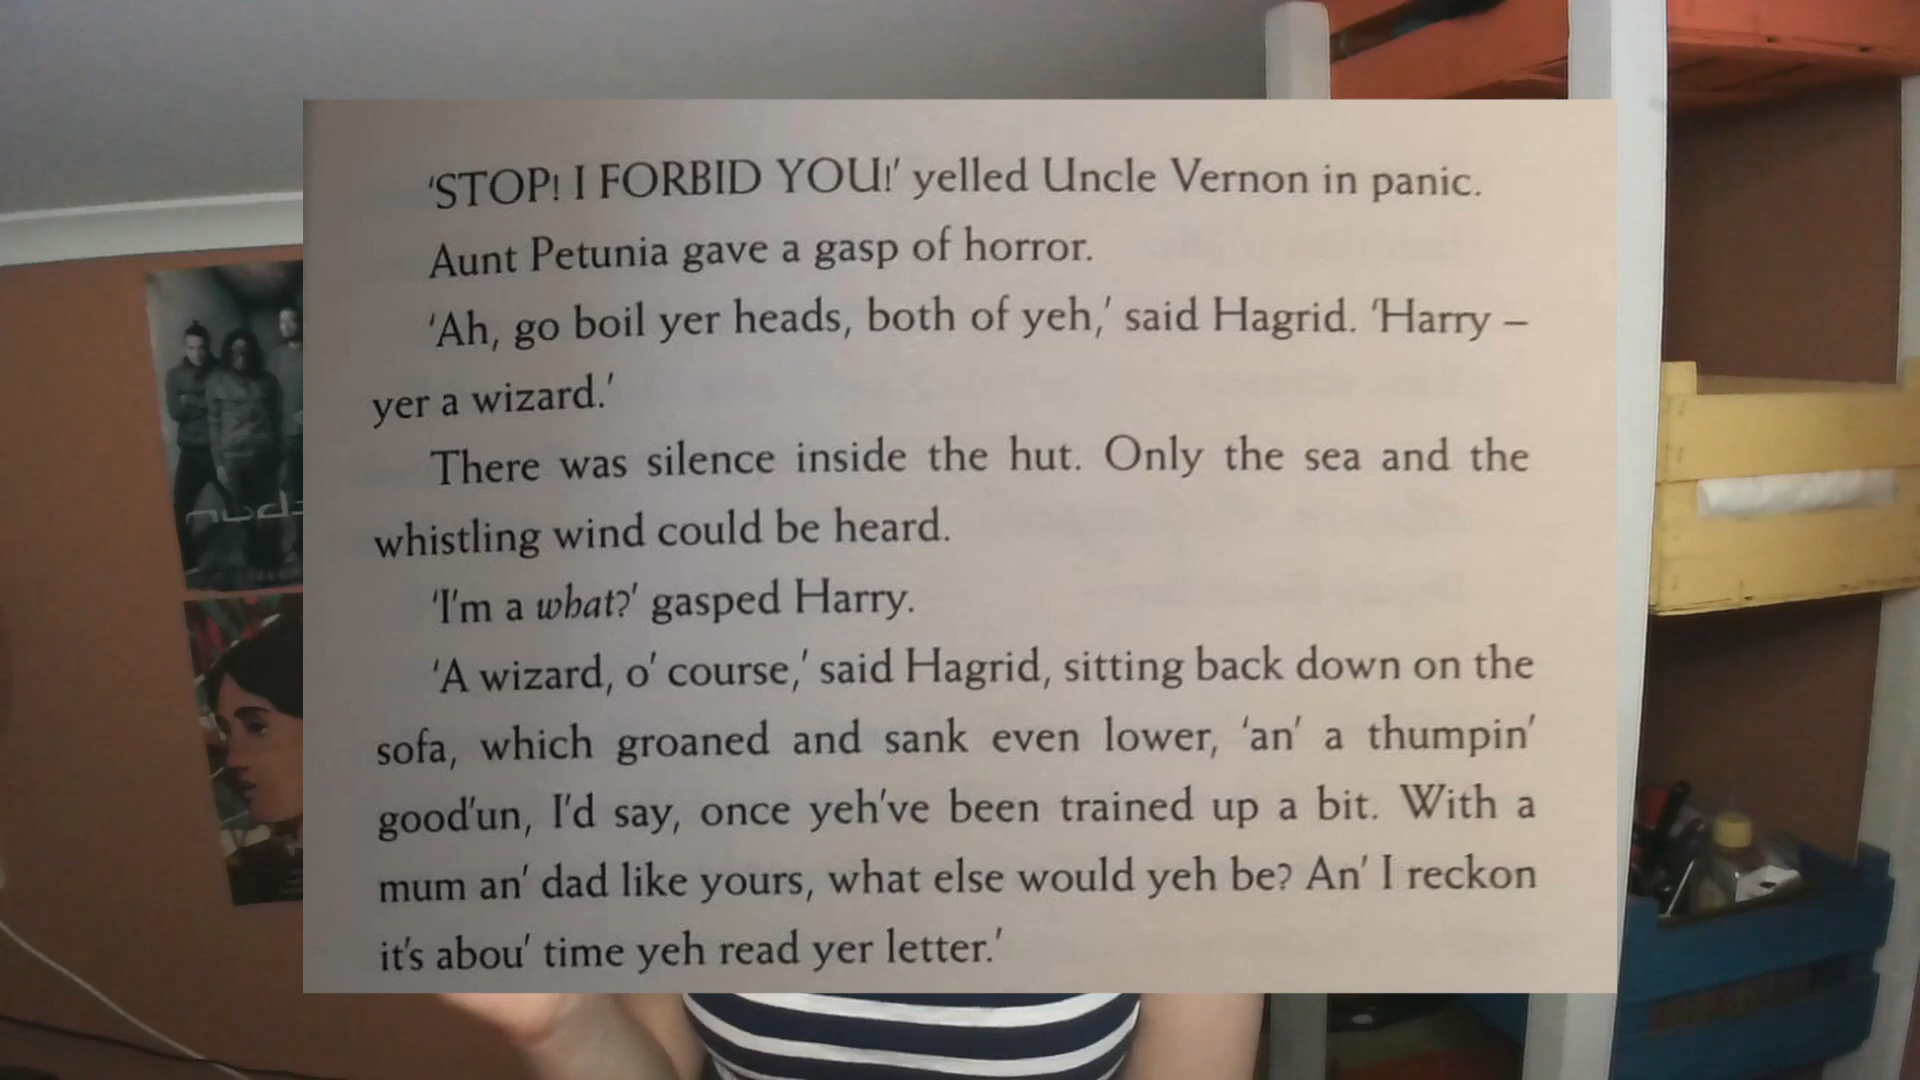 'STOP! I FORBID YOU!' yelled Uncle Vernon in panic.
Aunt Petunia gave a gasp of horror.
'Ah, go boil yer heads, both of yeh,' said Hagrid. 'Harry –
yer a wizard.'
There was silence inside the hut. Only the sea and the
whistling wind could be heard.
'I'm a what?' gasped Harry.
'A wizard, o' course,' said Hagrid, sitting back down on the
sofa, which groaned and sank even lower, 'an' a thumpin'
good'un, I'd say, once yeh've been trained up a bit. With a
mum an' dad like yours, what else would yeh be? An' I reckon
it's abou' time yeh read yer letter.'